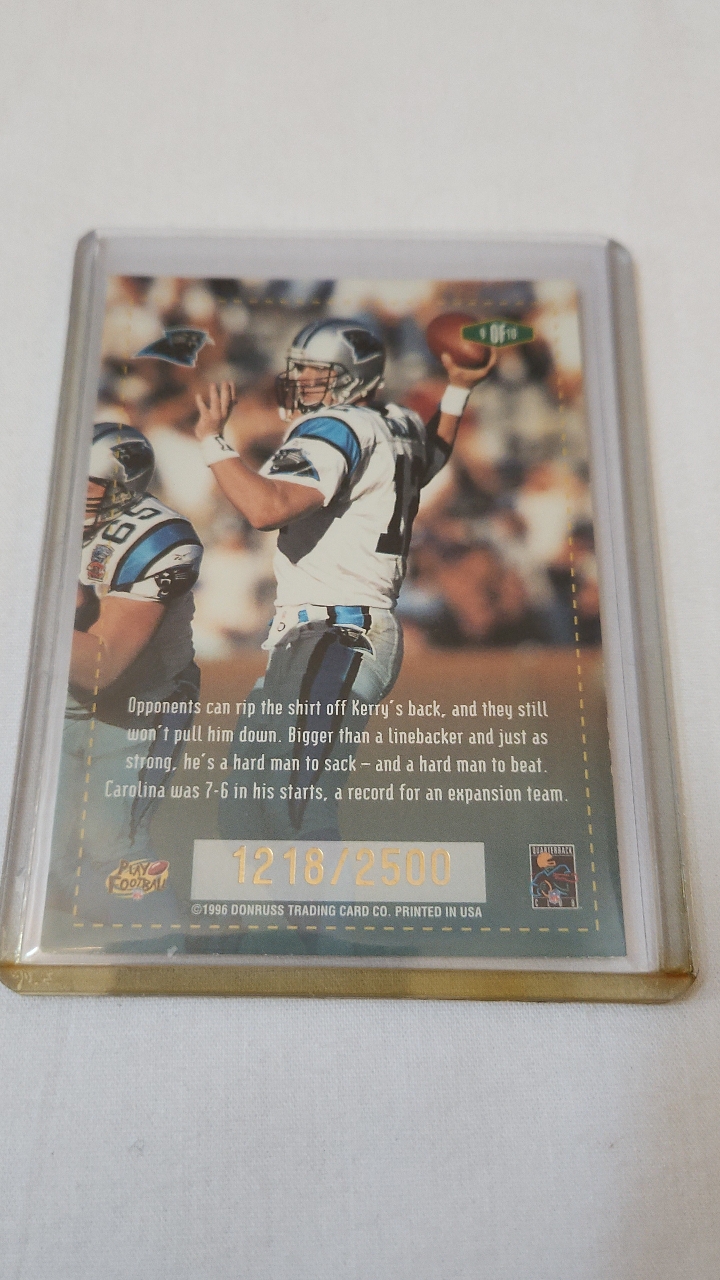 9 OF 10
65
1
Opponents can rip the shirt off Kerry's back, and they still
won't pull him down. Bigger than a linebacker and just as
strong, he's a hard man to sack – and a hard man to beat.
Carolina was 7-6 in his starts, a record for an expansion team.
PLAY
FOOTBALL
1218/2500
QUARTERBACK
CLUB
©1996 DONRUSS TRADING CARD CO. PRINTED IN USA